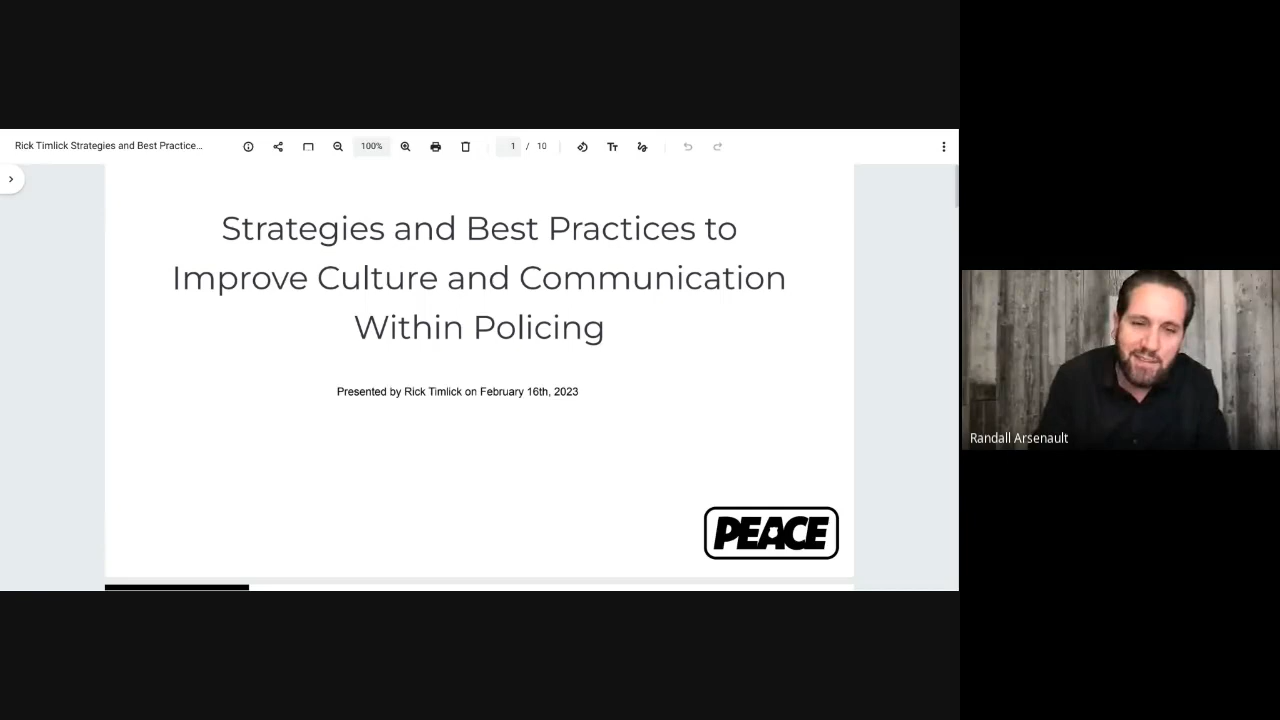 Rick Timlick Strategies and Best Practice...
100%
1 / 10
Strategies and Best Practices to
Improve Culture and Communication
Within Policing
Presented by Rick Timlick on February 16th, 2023
PEACE
Randall Arsenault